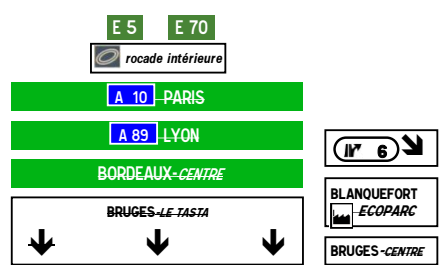 E 5 E 70
rocade intérieure
A 10 PARIS
A 89 LYON
BORDEAUX-CENTRE
BRUGES-LE TASTA
6
BLANQUEFORT
ECOPARC
BRUGES-CENTRE